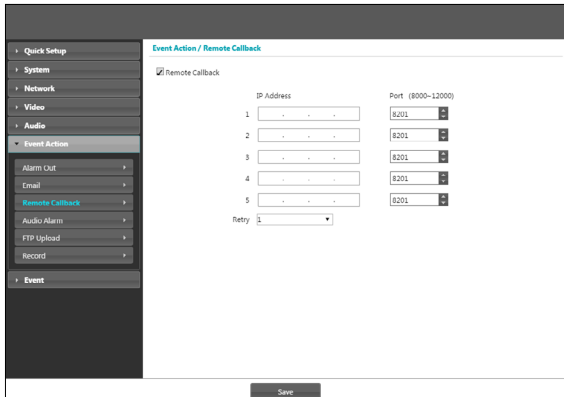 Quick Setup
System
Network
Video
Audio
Event Action
Alarm Out
Email
Remote Callback
Audio Alarm
FTP Upload
Record
Event
Event Action / Remote Callback
Remote Callback
IP Address Port (8000~12000)
1 . . . 8201
2 . . . 8201
3 . . . 8201
4 . . . 8201
5 . . . 8201
Retry 1
Save